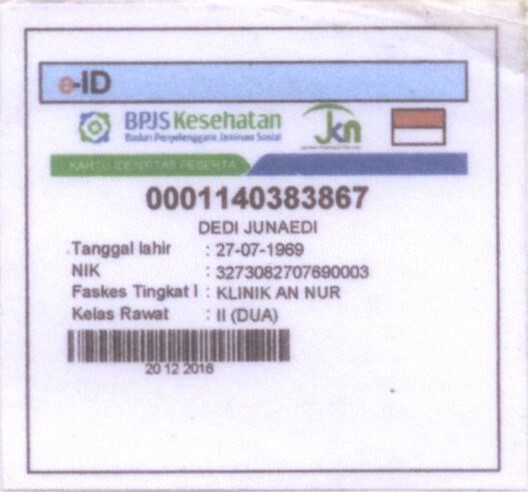 e-ID
BPJS Kesehatan
Badan Penyelenggara Jaminan Sosial
Jkn
KARTU IDENTITAS PESERTA
0001140383867
DEDI JUNAEDI
Tanggal lahir : 27-07-1969
NIK : 3273082707690003
Faskes Tingkat I : KLINIK AN NUR
Kelas Rawat : II (DUA)
20 12 2016